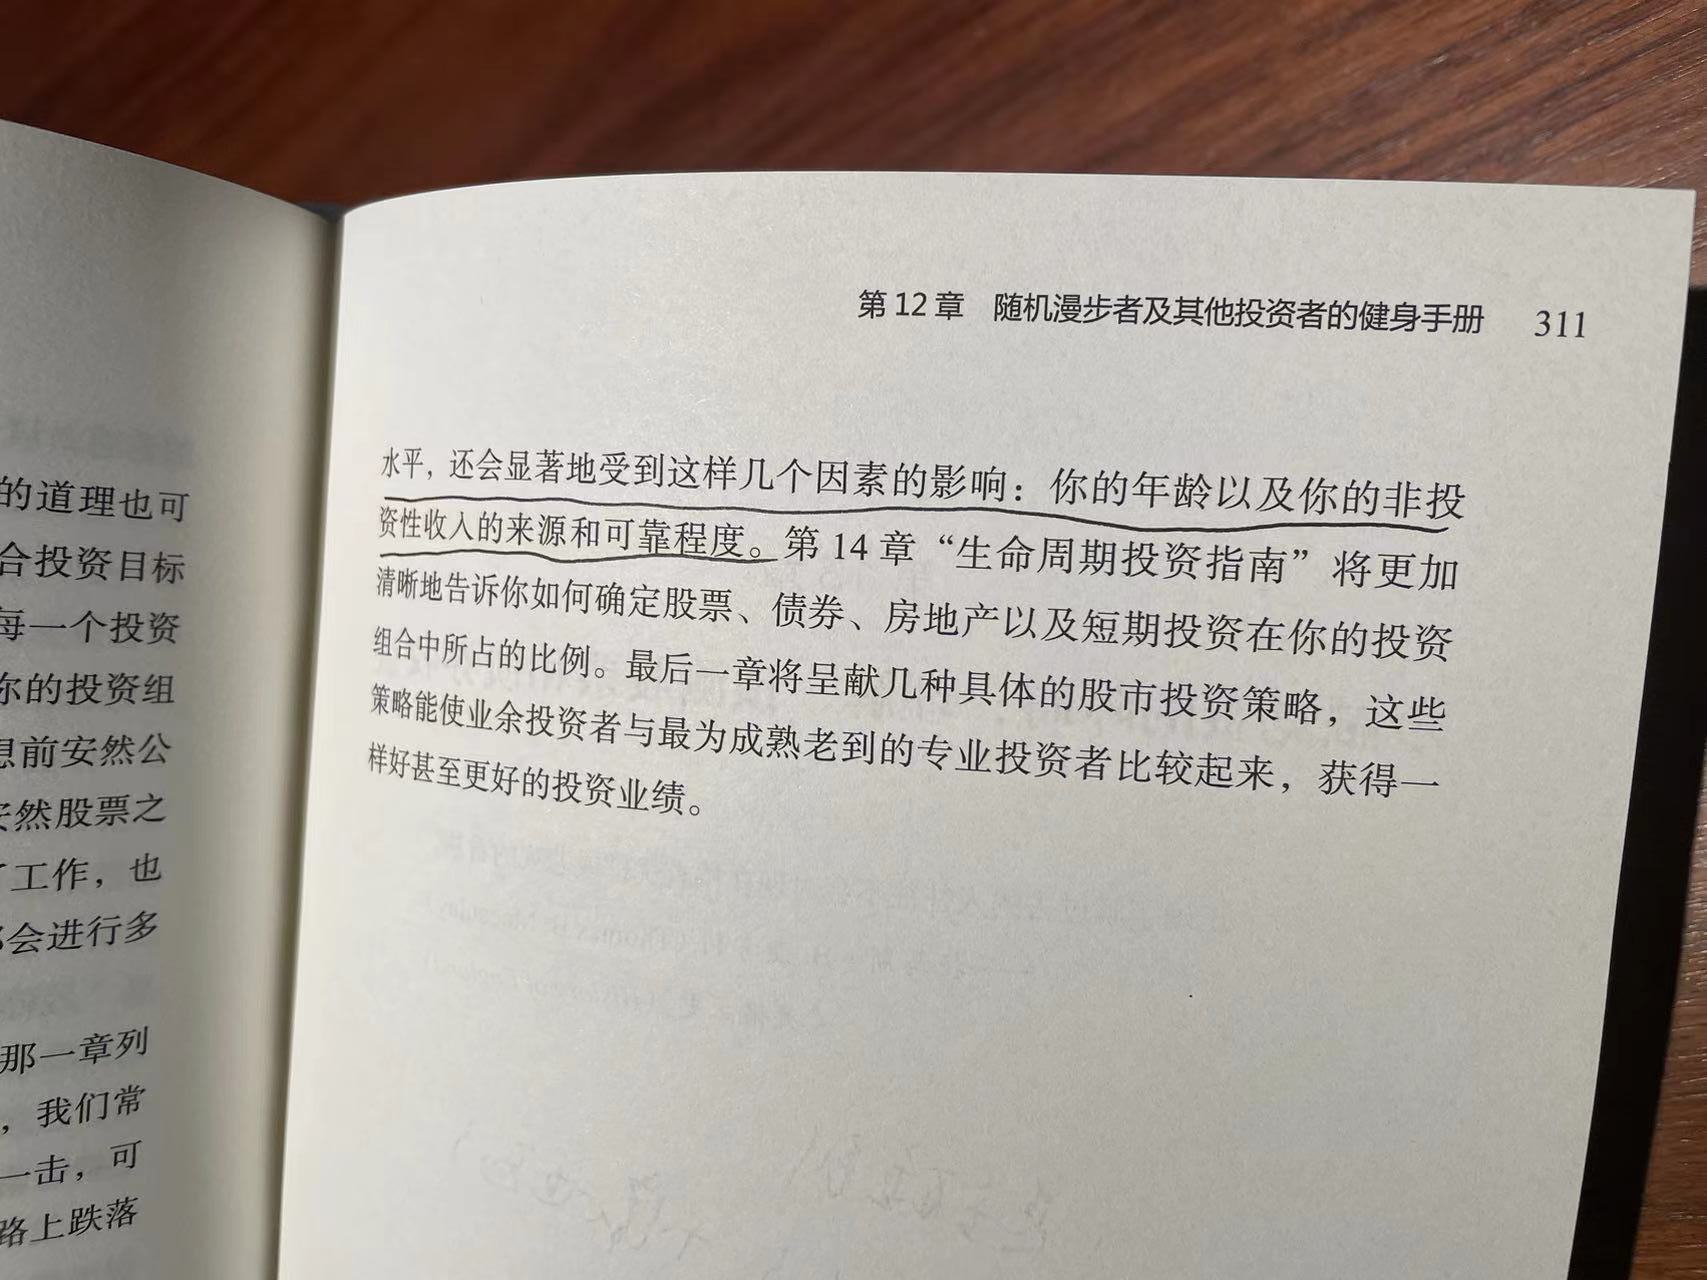 的道理也可
合投资目标
每一个投资
你的投资组
息前安然公
安然股票之
工作，也
会进行多
那一章列
，我们常
一击，可
路上跌落
第12章 随机漫步者及其他投资者的健身手册 311
水平，还会显著地受到这样几个因素的影响：你的年龄以及你的非投
资性收入的来源和可靠程度。第14章“生命周期投资指南”将更加
清晰地告诉你如何确定股票、债券、房地产以及短期投资在你的投资
组合中所占的比例。最后一章将呈献几种具体的股市投资策略，这些
策略能使业余投资者与最为成熟老到的专业投资者比较起来，获得一
样好甚至更好的投资业绩。